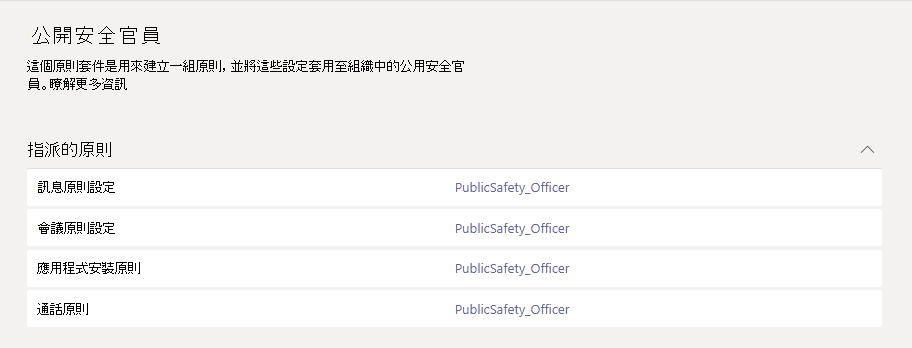 公開安全官員
這個原則套件是用來建立一組原則，並將這些設定套用至組織中的公用安全官
員。瞭解更多資訊
指派的原則
訊息原則設定 PublicSafety_Officer
會議原則設定 PublicSafety_Officer
應用程式安裝原則 PublicSafety_Officer
通話原則 PublicSafety_Officer